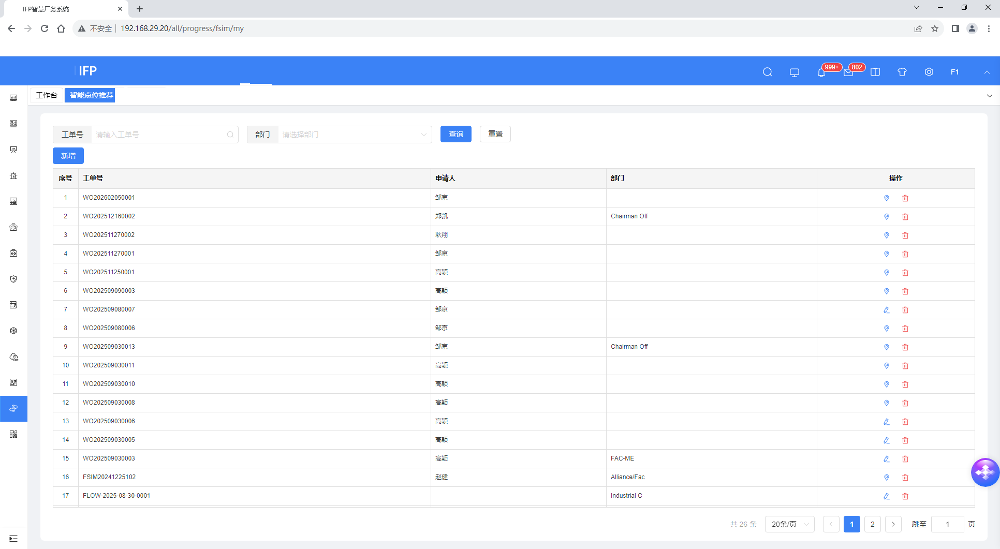 IFP智慧厂务系统
不安全 192.168.29.20/all/progress/fsim/my
IFP 999+ 802 F1
工作台 智能点位推荐
工单号 请输入工单号 部门 请选择部门 查询 重置
新增
序号 工单号 申请人 部门 操作
1 WO202602050001 邹京
2 WO202512160002 郑凯 Chairman Off
3 WO202511270002 耿翔
4 WO202511270001 邹京
5 WO202511250001 高颖
6 WO202509090003 高颖
7 WO202509080007 邹京
8 WO202509080006 邹京
9 WO202509030013 邹京 Chairman Off
10 WO202509030011 高颖
11 WO202509030010 高颖
12 WO202509030008 高颖
13 WO202509030006 高颖
14 WO202509030005 高颖
15 WO202509030003 高颖 FAC-ME
16 FSIM20241225102 赵健 Alliance/Fac
17 FLOW-2025-08-30-0001 Industrial C
共 26 条 20条/页 1 2 跳至 1 页